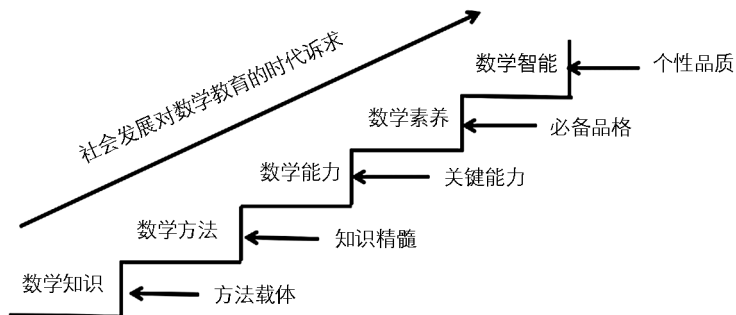 社会发展对数学教育的时代诉求
数学智能
个性品质
数学素养
必备品格
数学能力
关键能力
数学方法
知识精髓
数学知识
方法载体